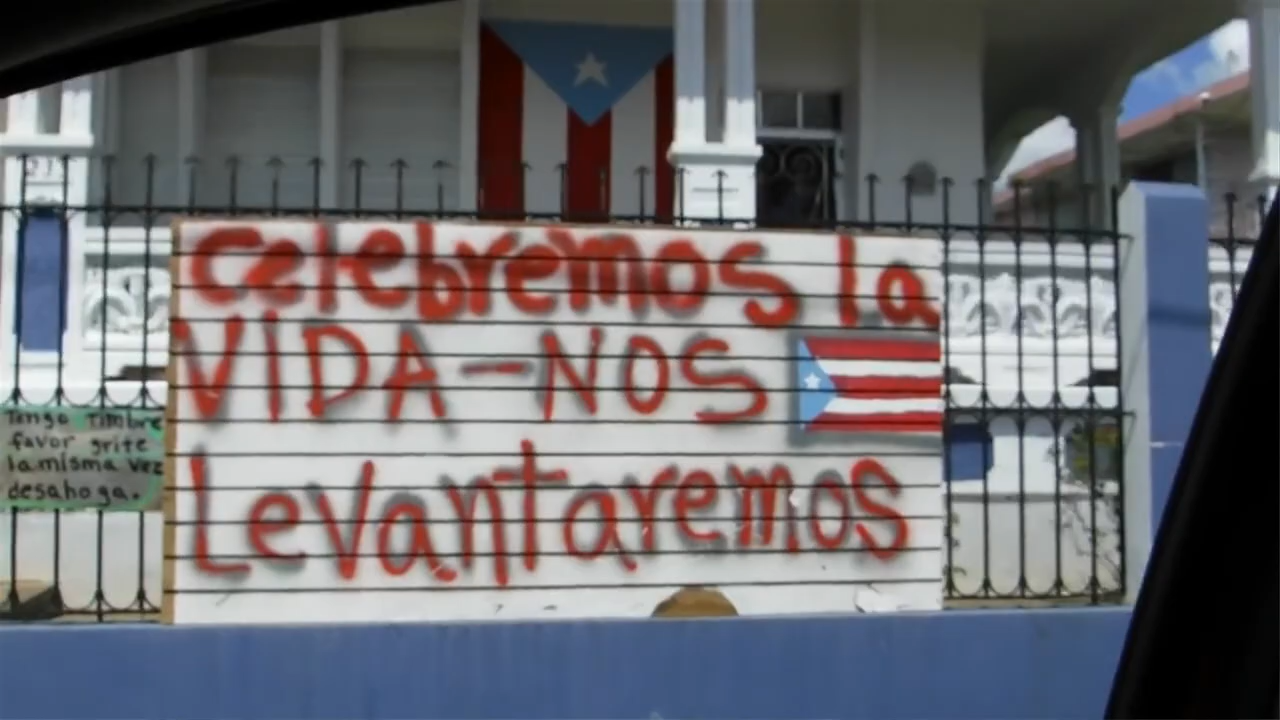 celebremos la
VIDA-NOS
Levantaremos
Tengo Timbre
favor grite
la misma vez
desahoga.